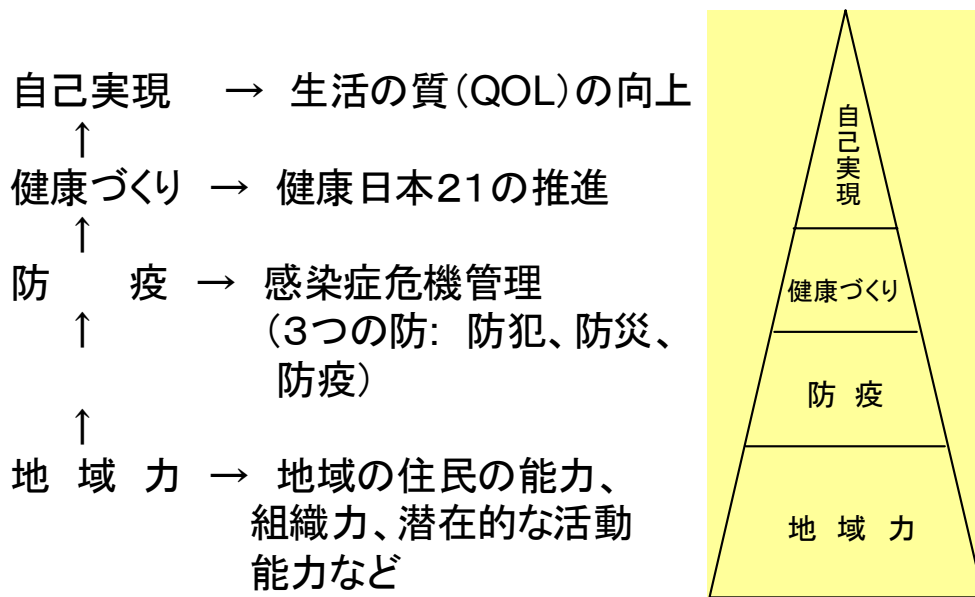 自己実現 → 生活の質(QOL)の向上
↑
健康づくり → 健康日本21の推進
↑
防 疫 → 感染症危機管理
↑ (3つの防: 防犯、防災、
防疫)
↑
地 域 力 → 地域の住民の能力、
組織力、潜在的な活動
能力など
自己実現
健康づくり
防 疫
地 域 力